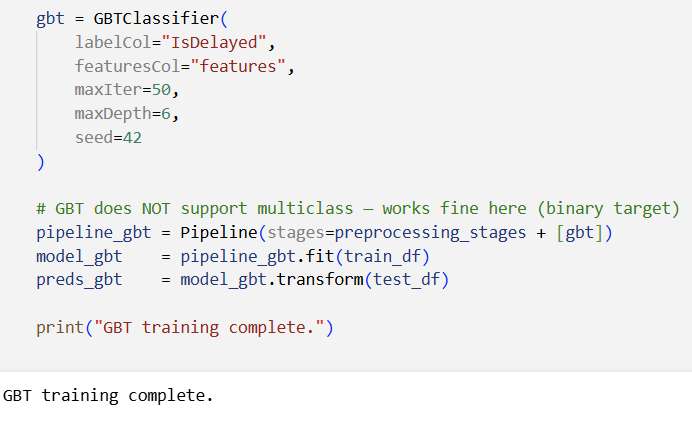 gbt = GBTClassifier(
    labelCol="IsDelayed",
    featuresCol="features",
    maxIter=50,
    maxDepth=6,
    seed=42
)
# GBT does NOT support multiclass — works fine here (binary target)
pipeline_gbt = Pipeline(stages=preprocessing_stages + [gbt])
model_gbt    = pipeline_gbt.fit(train_df)
preds_gbt    = model_gbt.transform(test_df)
print("GBT training complete.")
GBT training complete.